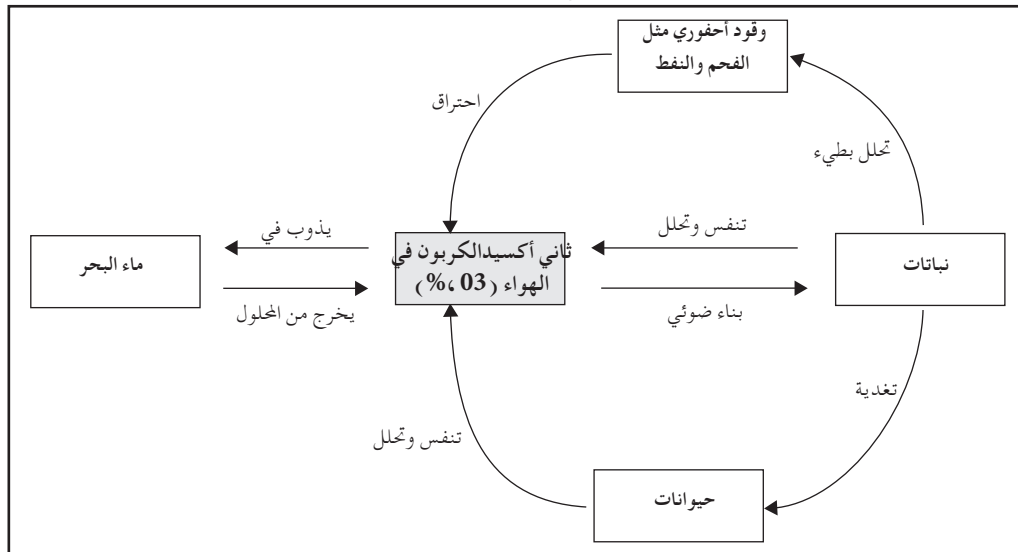 وقود أحفوري مثل
الفحم والنفط
احتراق
تحلل بطيء
يذوب في
تنفس وتحلل
ماء البحر
ثاني أكسيدالكربون في
الهواء (03 ،%)
نباتات
يخرج من المحلول
بناء ضوئي
تغدية
تنفس وتحلل
حيوانات